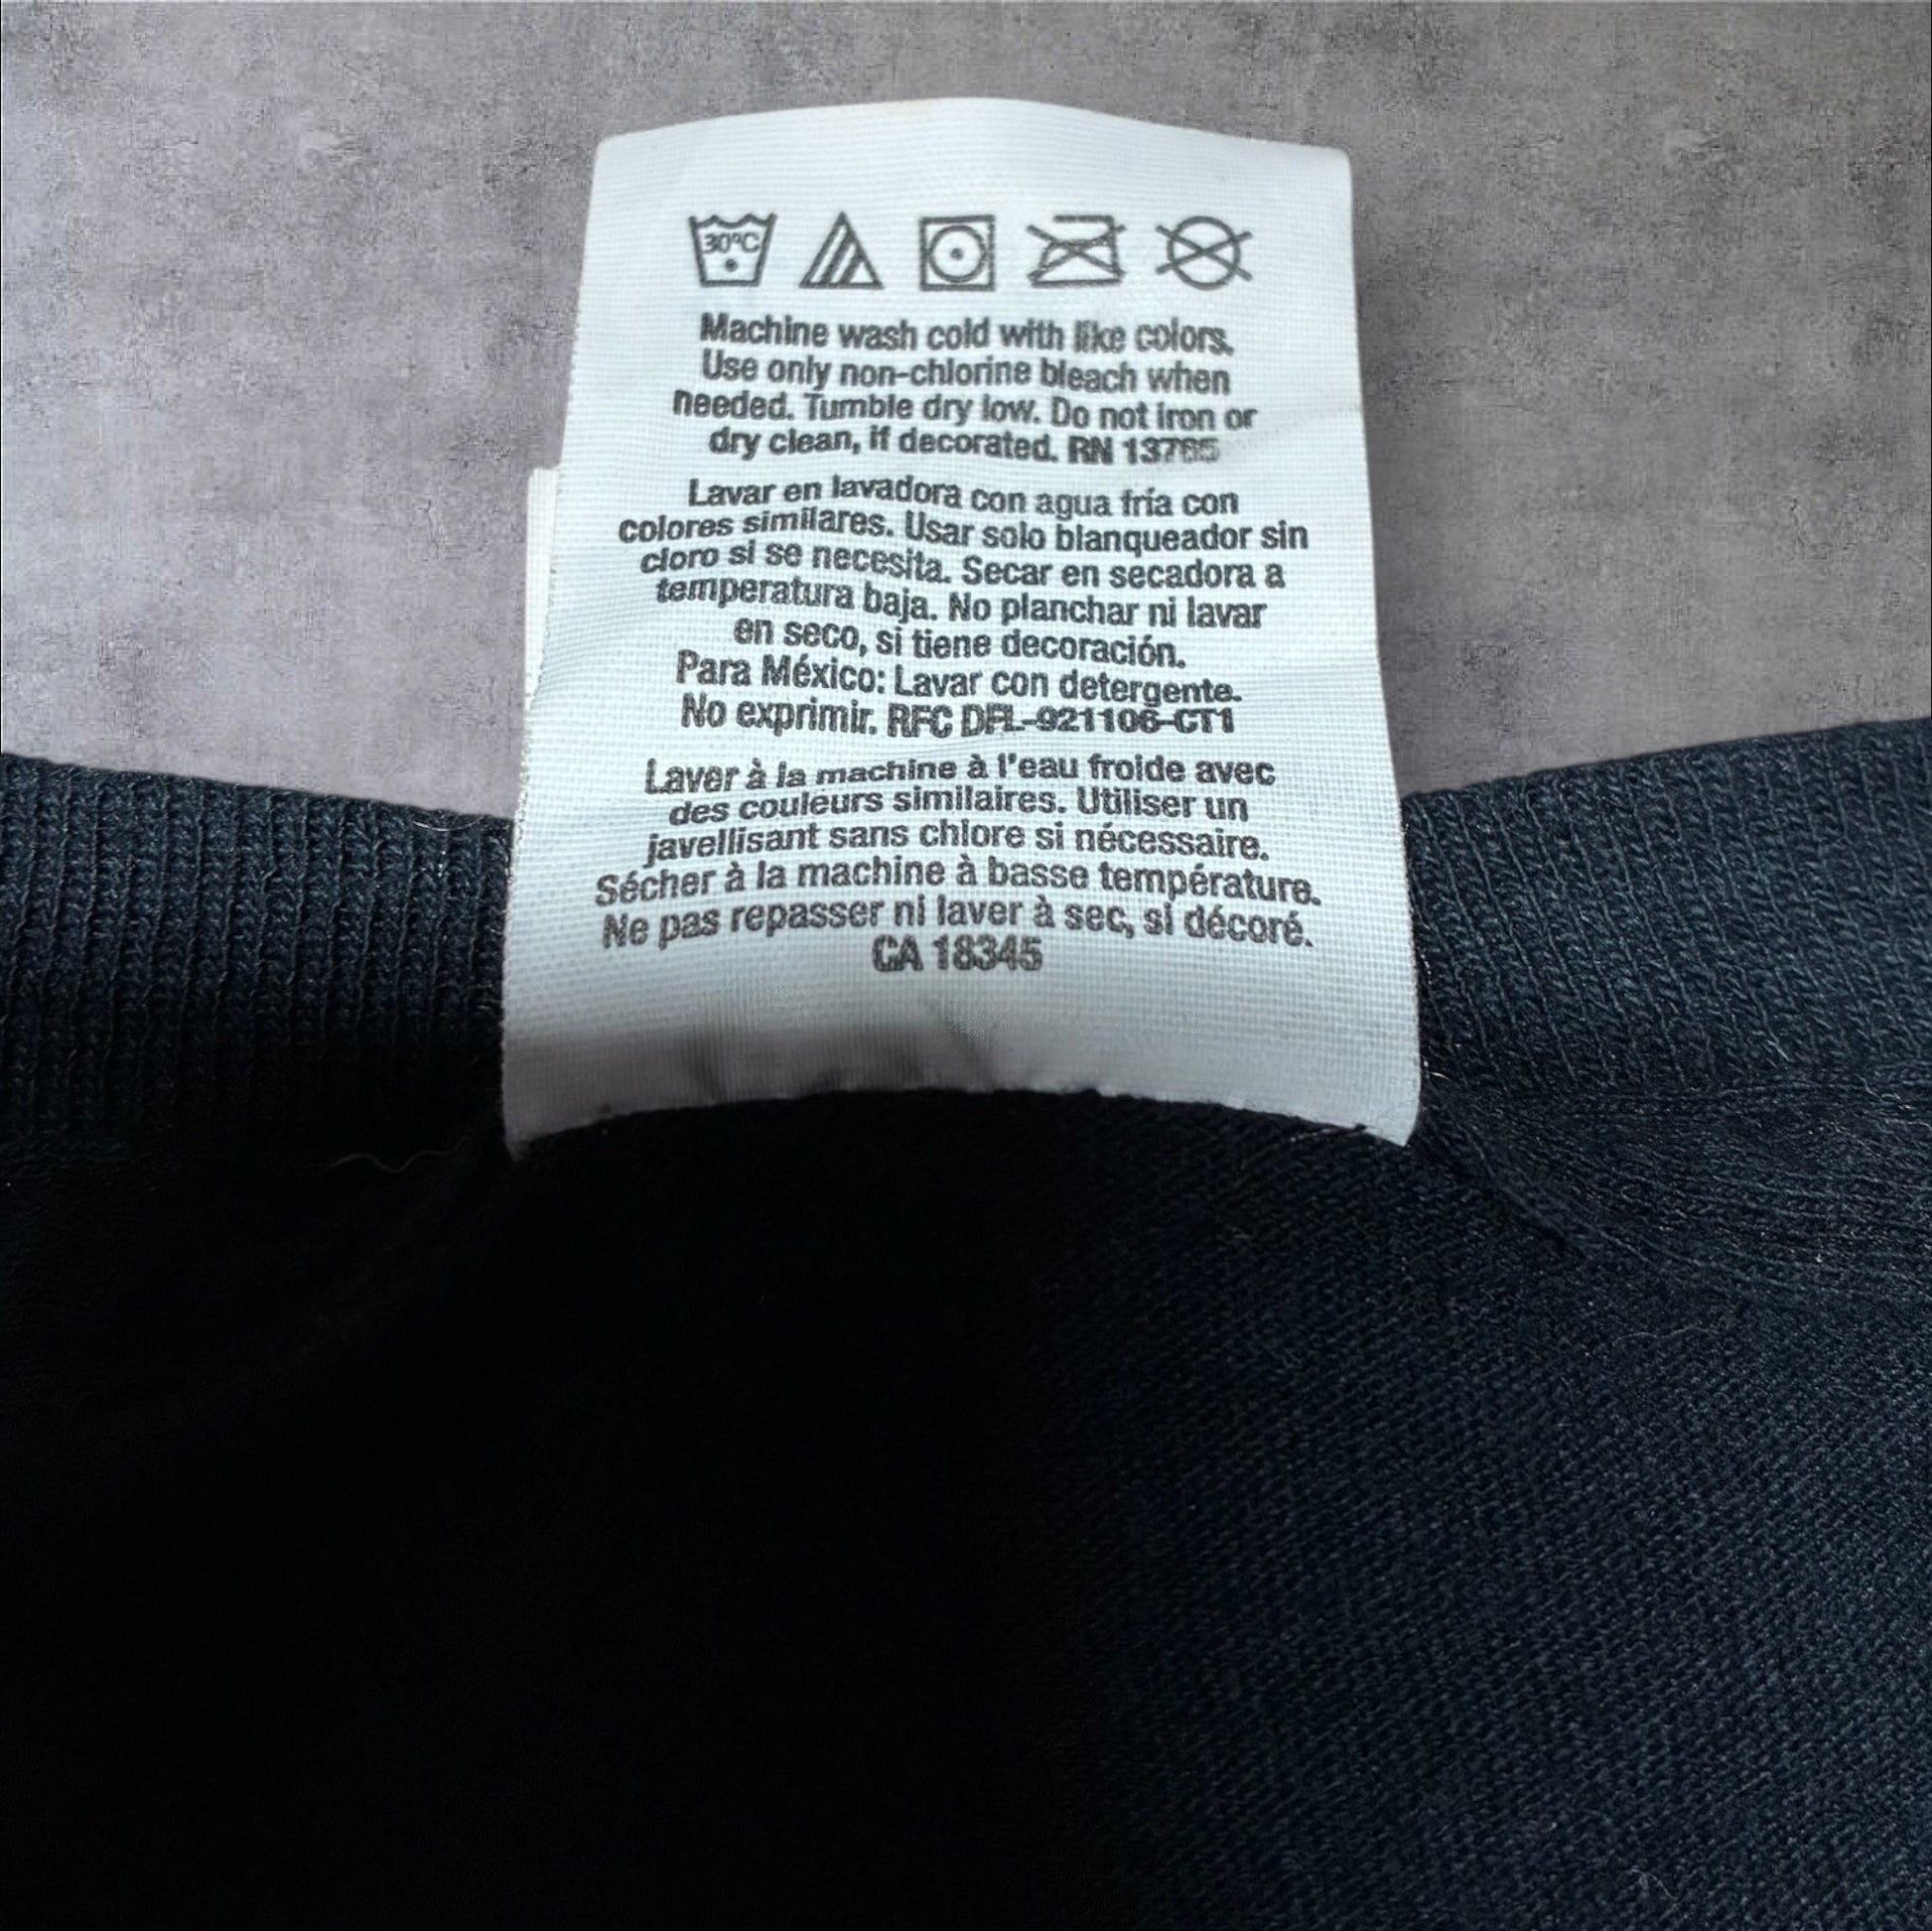 30°C
Machine wash cold with like colors.
Use only non-chlorine bleach when
needed. Tumble dry low. Do not iron or
dry clean, if decorated. RN 13765
Lavar en lavadora con agua fría con
colores similares. Usar solo blanqueador sin
cloro si se necesita. Secar en secadora a
temperatura baja. No planchar ni lavar
en seco, si tiene decoración.
Para México: Lavar con detergente.
No exprimir. RFC DFL-921106-CT1
Laver à la machine à l'eau froide avec
des couleurs similaires. Utiliser un
javellisant sans chlore si nécessaire.
Sécher à la machine à basse température.
Ne pas repasser ni laver à sec, si décoré.
CA 18345